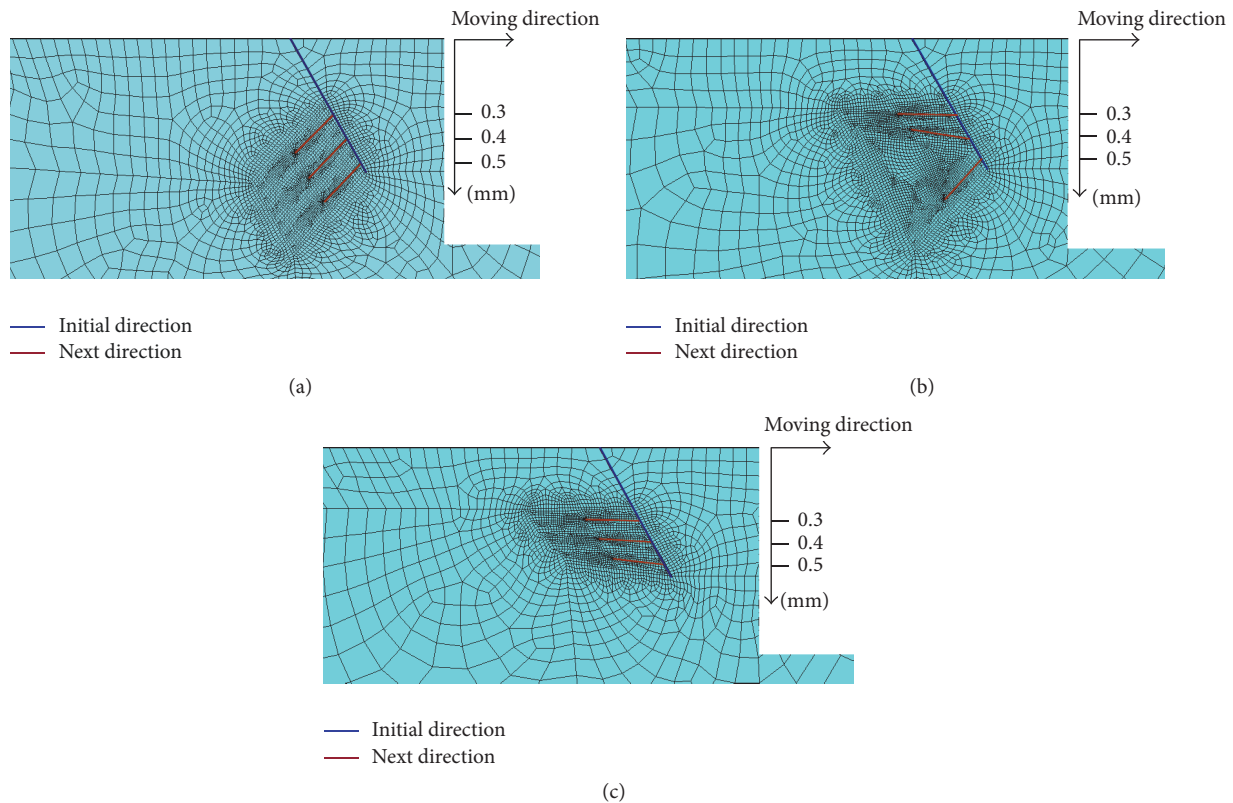 Moving direction
0.3
0.4
0.5
(mm)
Initial direction
Next direction
(a)
Moving direction
0.3
0.4
0.5
(mm)
Initial direction
Next direction
(b)
Moving direction
0.3
0.4
0.5
(mm)
Initial direction
Next direction
(c)